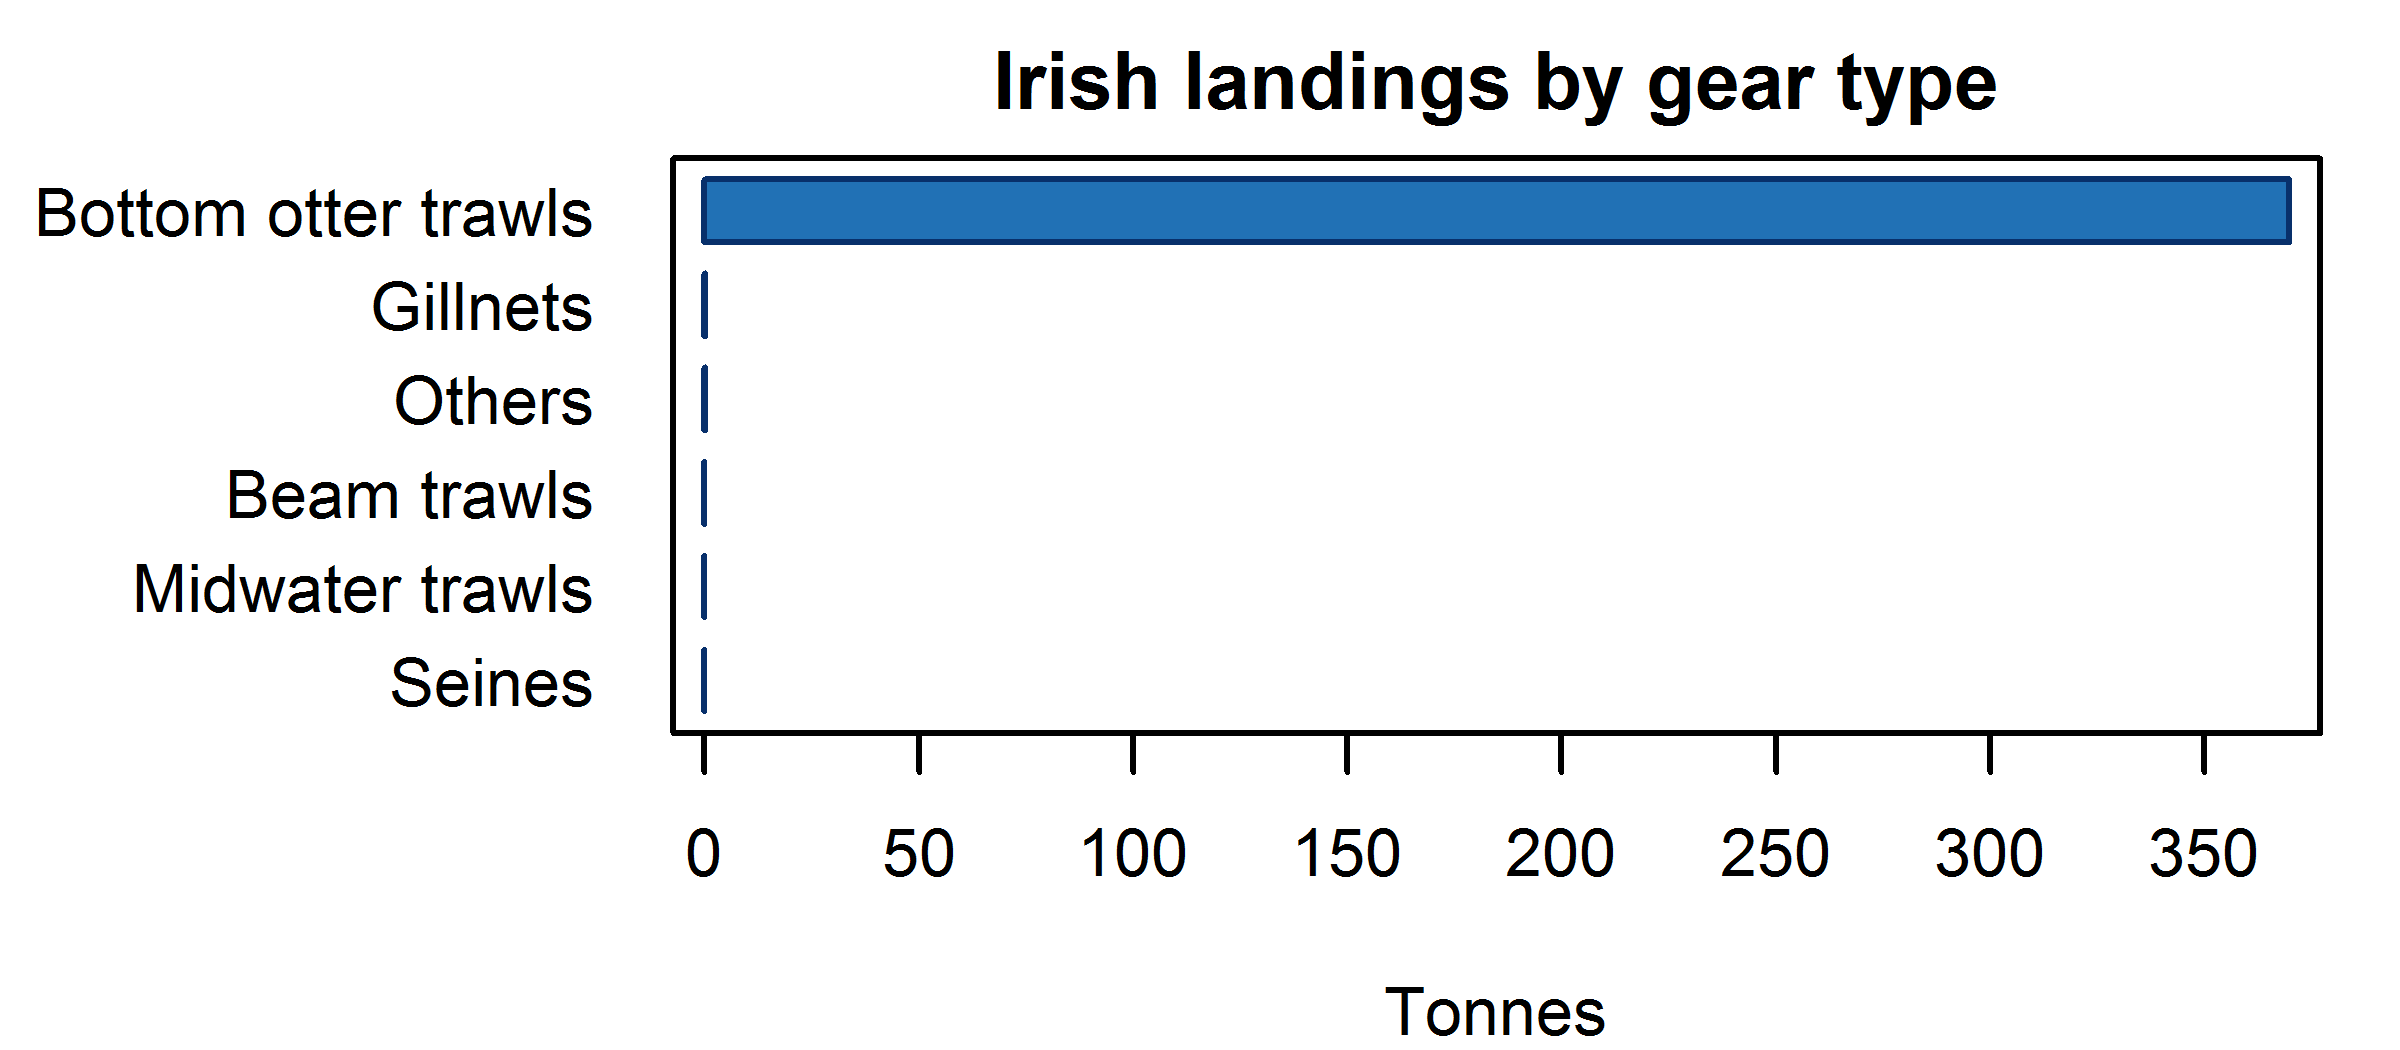 Irish landings by gear type
Bottom otter trawls
Gillnets
Others
Beam trawls
Midwater trawls
Seines
0 50 100 150 200 250 300 350
Tonnes